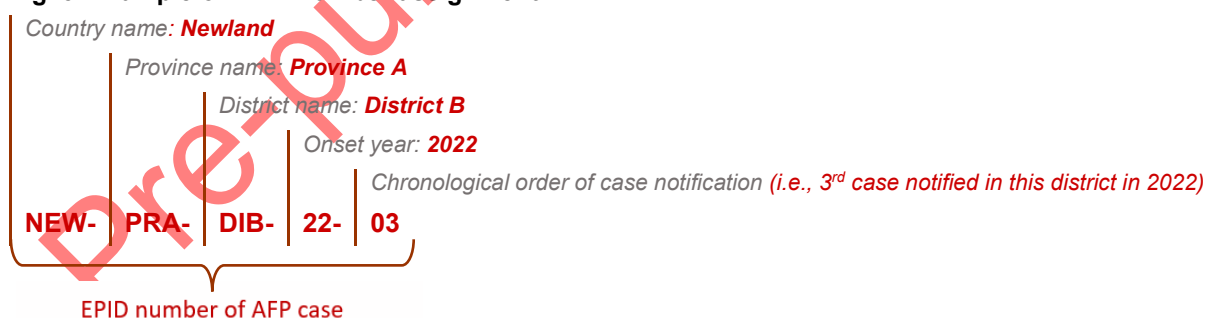 Country name: Newland
Province name: Province A
District name: District B
Onset year: 2022
Chronological order of case notification (i.e., 3rd case notified in this district in 2022)
NEW- PRA- DIB- 22- 03
EPID number of AFP case
Pre-pu